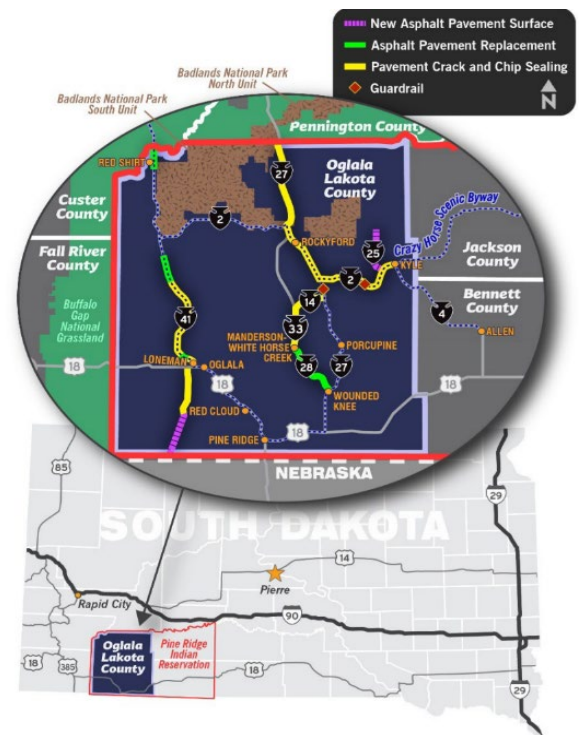 New Asphalt Pavement Surface
Asphalt Pavement Replacement
Pavement Crack and Chip Sealing
Guardrail
N
Badlands National Park
North Unit
Badlands National Park
South Unit
Pennington County
RED SHIRT
27
Oglala
Lakota
County
Custer
County
2
Crazy Horse Scenic Byway
ROCKYFORD
25
KYLE
Fall River
County
Jackson
County
2
14
Bennett
County
4
Buffalo
Gap
National
Grassland
41
33
MANDERSON-
WHITE HORSE
CREEK
PORCUPINE
ALLEN
28
27
18
LONEMAN
OGLALA
18
WOUNDED
KNEE
18
RED CLOUD
18
PINE RIDGE
NEBRASKA
85
29
SOUTH DAKOTA
14
Pierre
Rapid City
90
Oglala
Lakota
County
Pine Ridge
Indian
Reservation
18
385
18
29